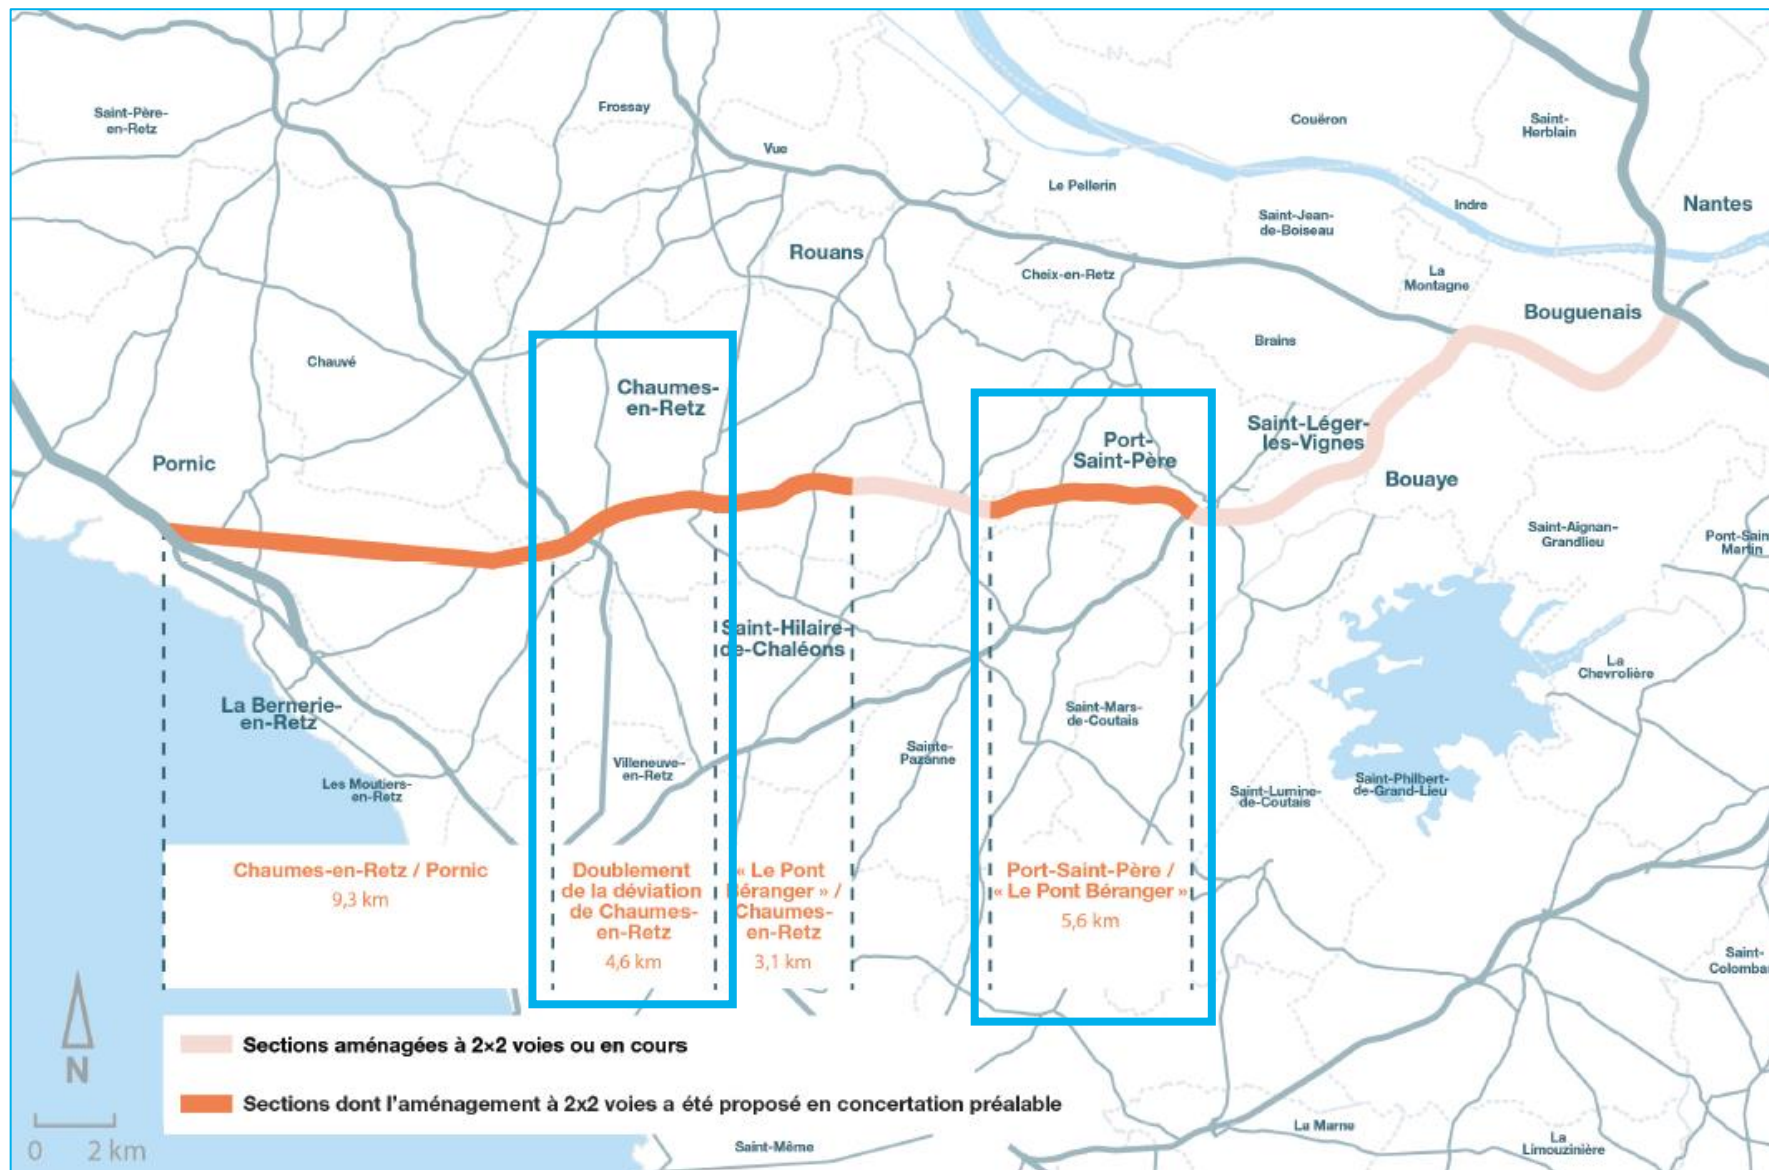 Saint-Père-
en-Retz
Frossay
Vue
Couëron
Saint-
Herblain
Le Pellerin
Indre
Nantes
Saint-Jean-
de-Boiseau
Rouans
Cheix-en-Retz
La
Montagne
Bouguenais
Brains
Chauvé
Chaumes-
en-Retz
Port-
Saint-Père
Saint-Léger-
les-Vignes
Pornic
Bouaye
Saint-Aignan-
Grandlieu
Martin
Saint-Hilaire-
de-Chaléons
La
Chevrolière
La Bernerie-
en-Retz
Saint-Mars-
de-Coutais
Sainte-
Pazanne
Villeneuve-
en-Retz
Les Moutiers-
en-Retz
Saint-Lumine-
de-Coutais
Saint-Philbert-
de-Grand-Lieu
Chaumes-en-Retz / Pornic
9,3 km
Doublement
de la déviation
de Chaumes-
en-Retz
4,6 km
« Le Pont
Béranger » /
Chaumes-
en-Retz
3,1 km
Port-Saint-Père /
« Le Pont Béranger »
5,6 km
Saint-
N
Sections aménagées à 2×2 voies ou en cours
Sections dont l'aménagement à 2x2 voies a été proposé en concertation préalable
0 2 km
Saint-Même
La Marne
La
Limouzinière